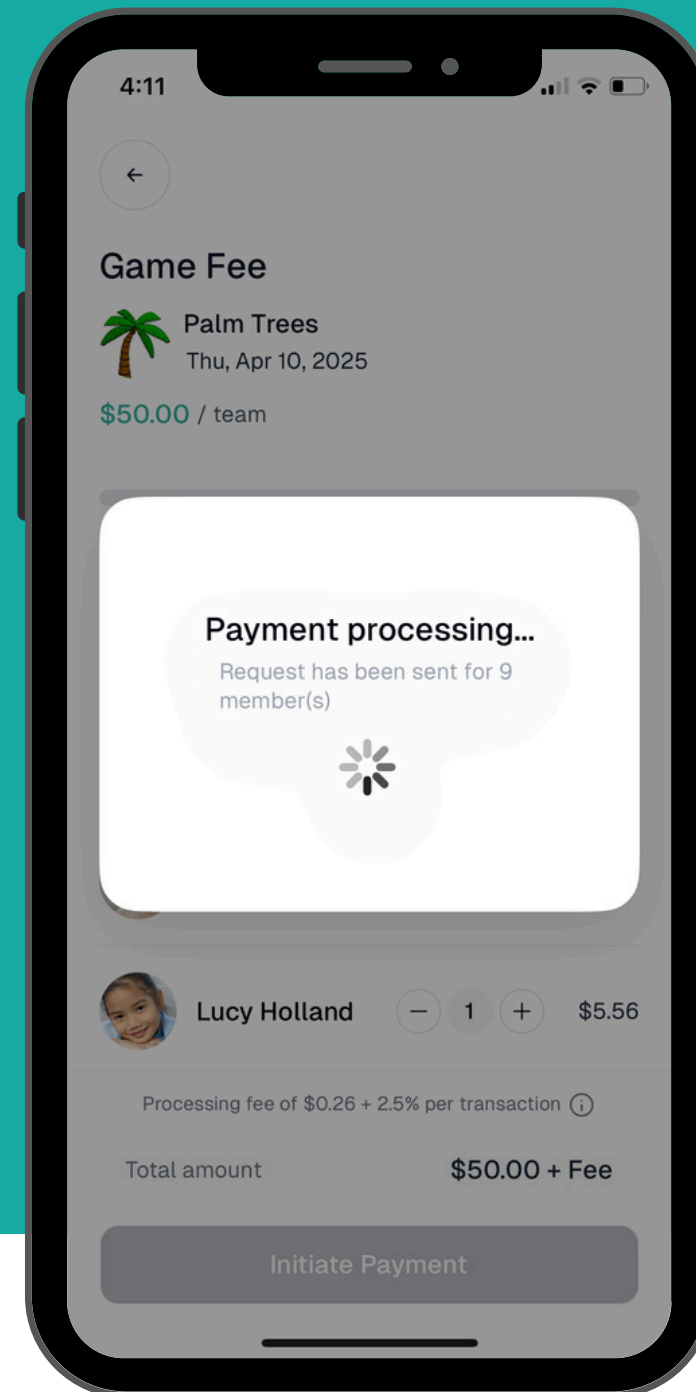 4:11
Game Fee
Palm Trees
Thu, Apr 10, 2025
$50.00 / team
Payment processing...
Request has been sent for 9
member(s)
Lucy Holland − 1 + $5.56
Processing fee of $0.26 + 2.5% per transaction
Total amount $50.00 + Fee
Initiate Payment